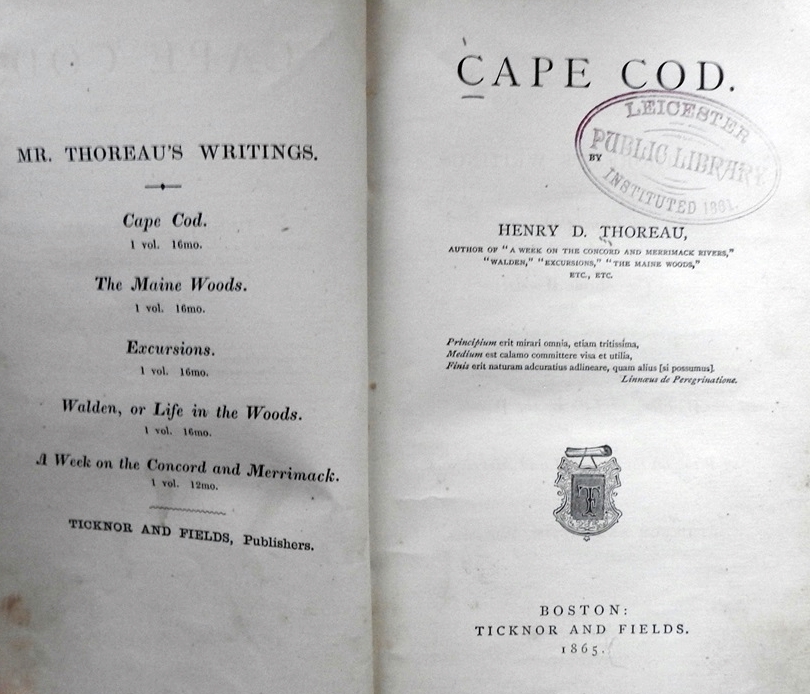 MR. THOREAU'S WRITINGS.
Cape Cod.
1 vol. 16mo.
The Maine Woods.
1 vol. 16mo.
Excursions.
1 vol. 16mo.
Walden, or Life in the Woods.
1 vol. 16mo.
A Week on the Concord and Merrimack.
1 vol. 12mo.
TICKNOR AND FIELDS, Publishers.
CAPE COD.
LEICESTER
PUBLIC LIBRARY
INSTITUTED 1861.
BY
HENRY D. THOREAU,
AUTHOR OF "A WEEK ON THE CONCORD AND MERRIMACK RIVERS,"
"WALDEN," "EXCURSIONS," "THE MAINE WOODS,"
ETC., ETC.
Principium erit mirari omnia, etiam tritissima,
Medium est calamo committere visa et utilia,
Finis erit naturam adcuratius adlineare, quam alius [si possumus].
Linnæus de Peregrinatione.
TF
BOSTON:
TICKNOR AND FIELDS.
1865.